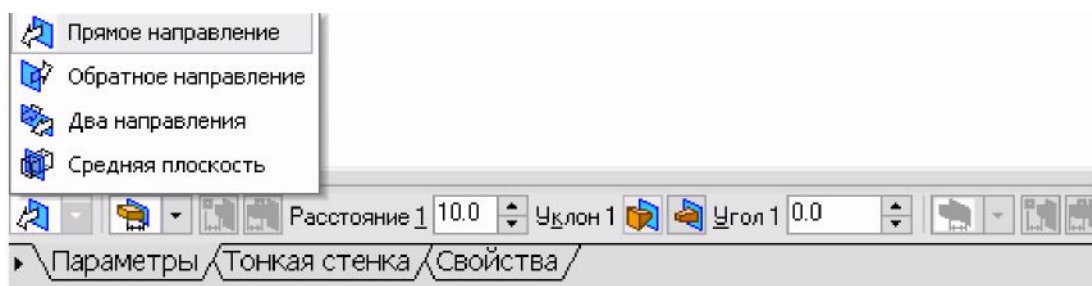 Прямое направление
Обратное направление
Два направления
Средняя плоскость
Расстояние 1 10.0 Уклон 1 Угол 1 0.0
Параметры Тонкая стенка Свойства